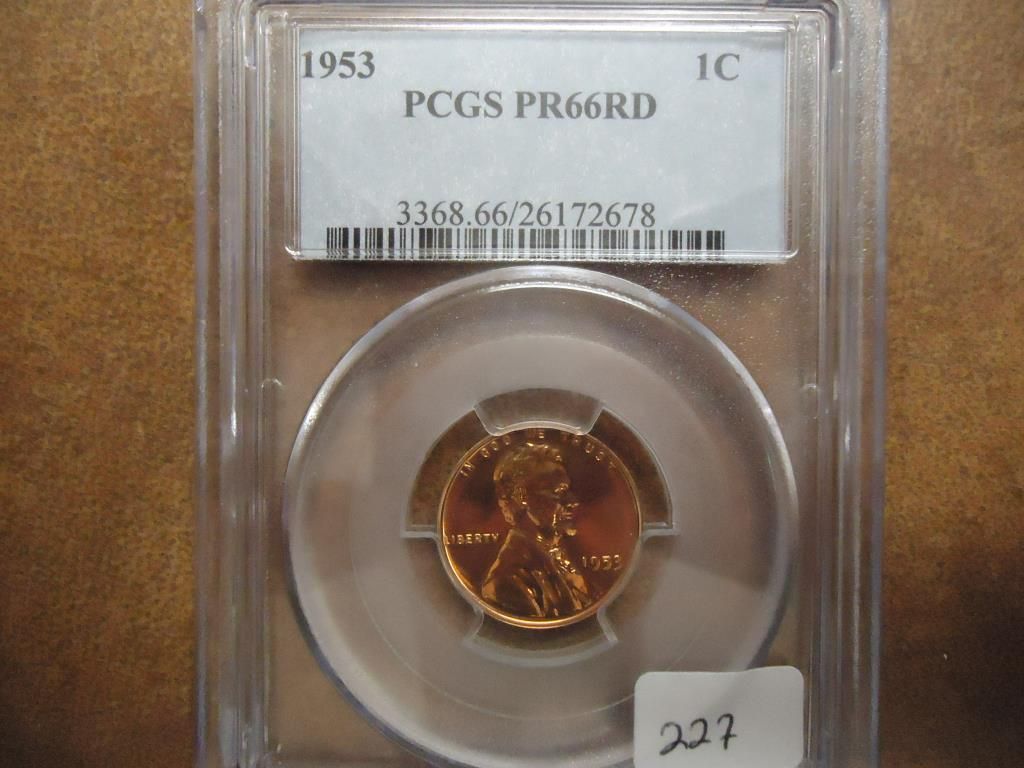 1953 1C
PCGS PR66RD
3368.66/26172678
IN GOD WE TRUST
LIBERTY
1953
227